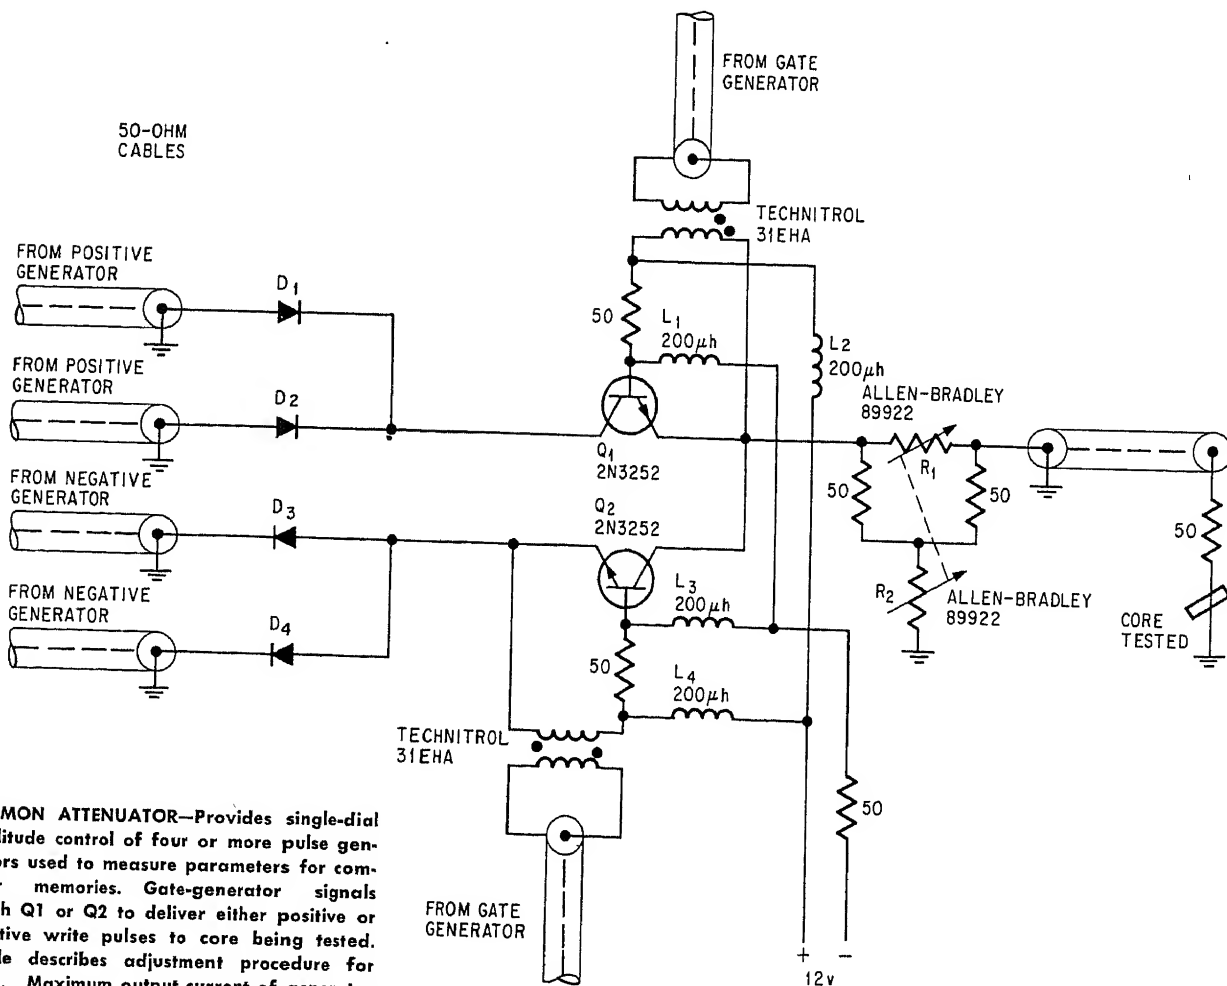 FROM GATE
GENERATOR
50-OHM
CABLES
TECHNITROL
31EHA
FROM POSITIVE
GENERATOR
D1
50
L1
200μh
L2
200μh
FROM POSITIVE
GENERATOR
D2
ALLEN-BRADLEY
89922
Q1
2N3252
R1
50
50
FROM NEGATIVE
GENERATOR
D3
Q2
2N3252
50
FROM NEGATIVE
GENERATOR
D4
L3
200μh
R2
ALLEN-BRADLEY
89922
CORE
TESTED
50
L4
200μh
TECHNITROL
31EHA
50
FROM GATE
GENERATOR
+ −
12v
MON ATTENUATOR—Provides single-dial
litude control of four or more pulse gen-
ors used to measure parameters for com-
memories. Gate-generator signals
h Q1 or Q2 to deliver either positive or
tive write pulses to core being tested.
le describes adjustment procedure for
Maximum output current of